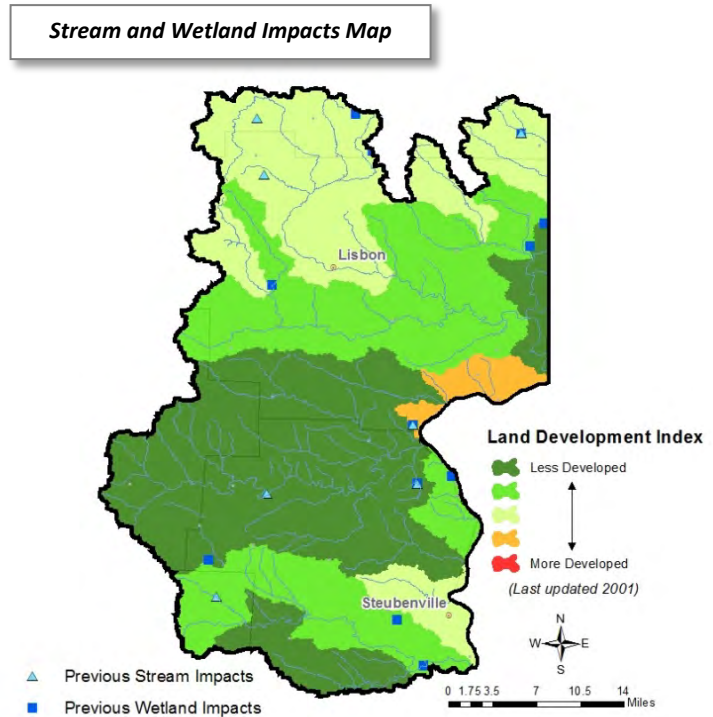 Stream and Wetland Impacts Map
Lisbon
Land Development Index
Less Developed
More Developed
(Last updated 2001)
Steubenville
N
W E
S
Previous Stream Impacts
Previous Wetland Impacts
0 1.75 3.5 7 10.5 14
Miles